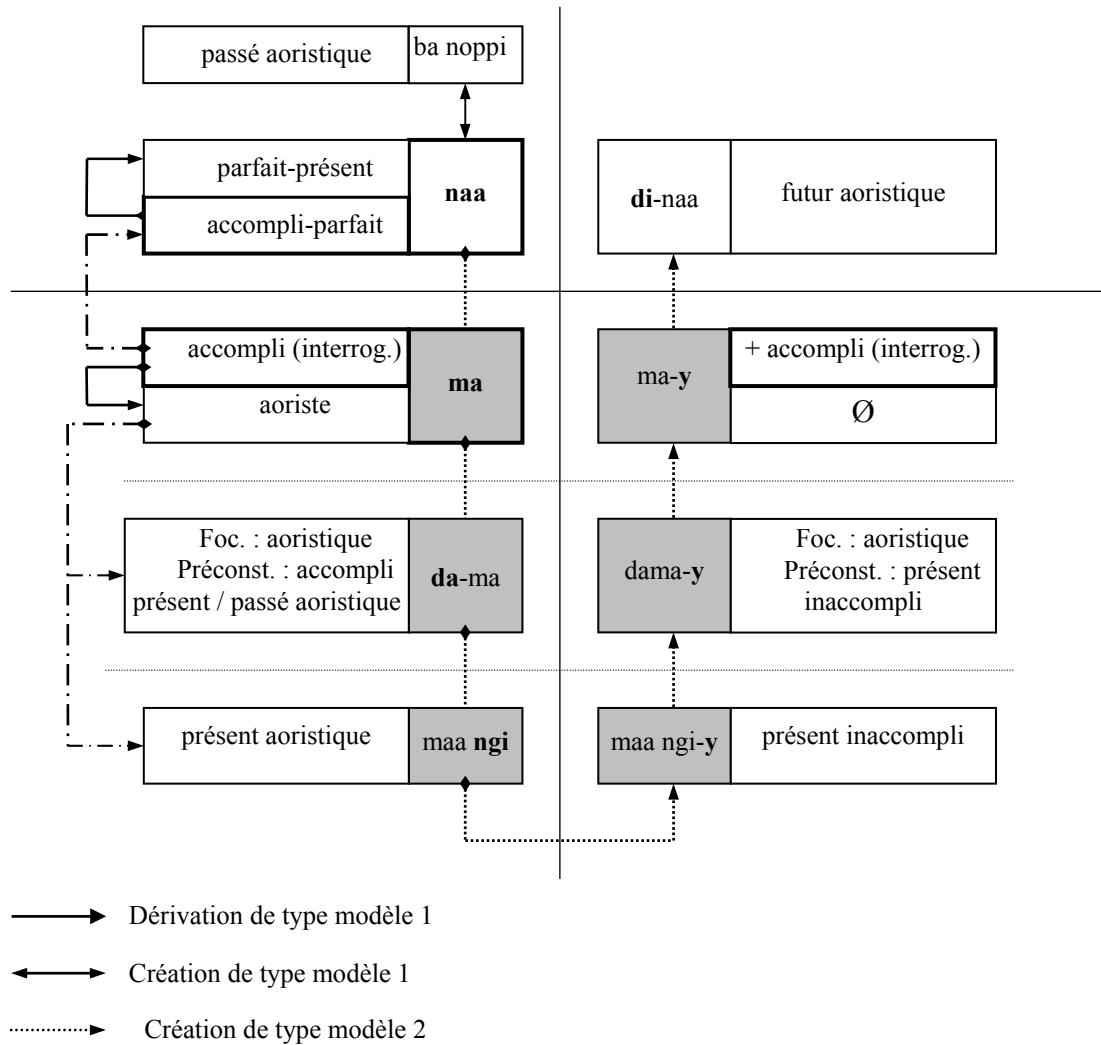 passé aoristique
ba noppi
parfait-présent
accompli-parfait
naa
di-naa
futur aoristique
accompli (interrog.)
aoriste
ma
ma-y
+ accompli (interrog.)
Ø
Foc. : aoristique
Préconst. : accompli
présent / passé aoristique
da-ma
dama-y
Foc. : aoristique
Préconst. : présent
inaccompli
présent aoristique
maa ngi
maa ngi-y
présent inaccompli
Dérivation de type modèle 1
Création de type modèle 1
Création de type modèle 2